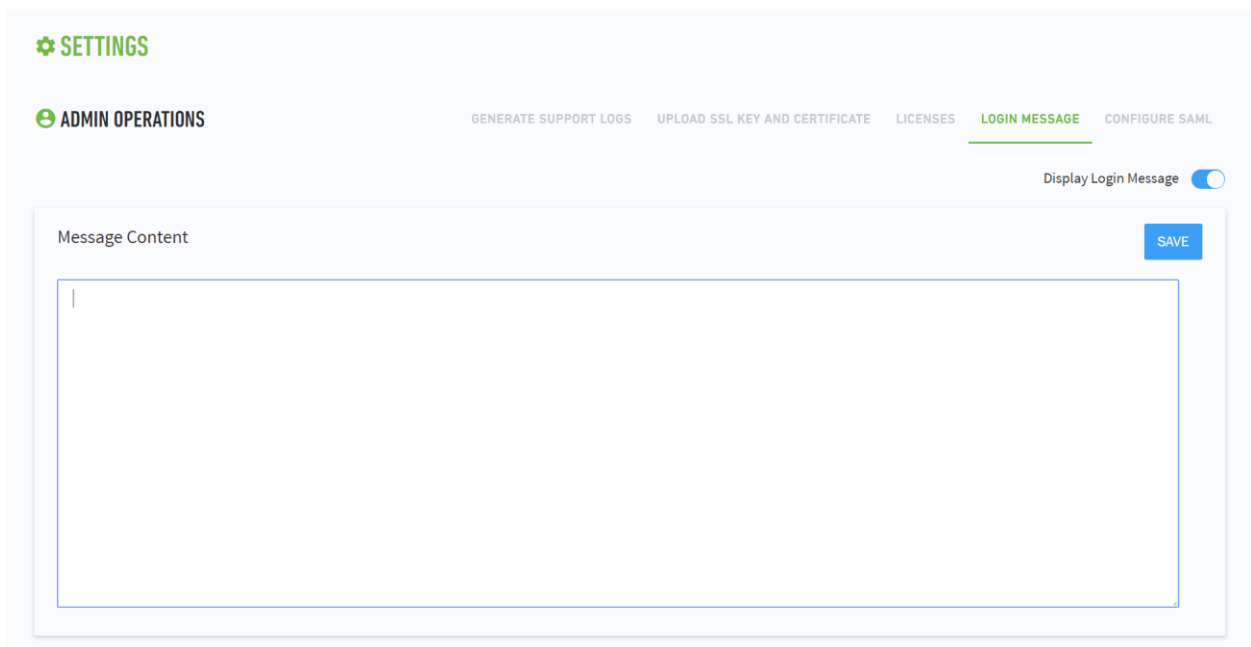 SETTINGS
ADMIN OPERATIONS
GENERATE SUPPORT LOGS UPLOAD SSL KEY AND CERTIFICATE LICENSES LOGIN MESSAGE CONFIGURE SAML
Display Login Message
Message Content
SAVE